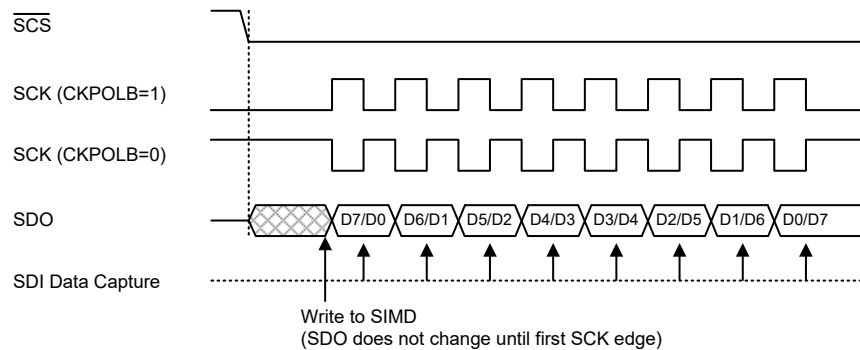 SCS
SCK (CKPOLB=1)
SCK (CKPOLB=0)
SDO
D7/D0 D6/D1 D5/D2 D4/D3 D3/D4 D2/D5 D1/D6 D0/D7
SDI Data Capture
Write to SIMD
(SDO does not change until first SCK edge)